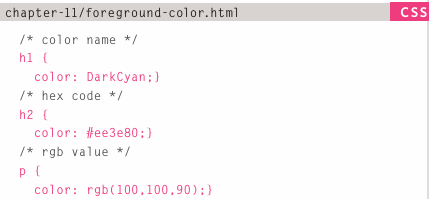 chapter-11/foreground-color.html CSS
/* color name */
h1 {
color: DarkCyan;}
/* hex code */
h2 {
color: #ee3e80;}
/* rgb value */
p {
color: rgb(100,100,90);}